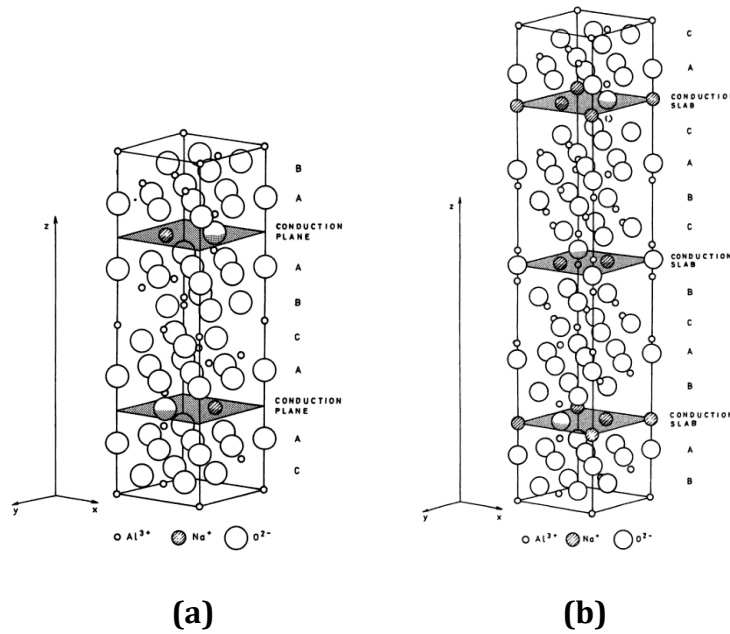 C
A
CONDUCTION
SLAB
C
A
B
C
CONDUCTION
SLAB
B
C
A
B
CONDUCTION
SLAB
A
B
z
y
x
Al³⁺ Na⁺ O²⁻
B
A
CONDUCTION
PLANE
A
B
C
A
CONDUCTION
PLANE
A
C
z
y
x
Al³⁺ Na⁺ O²⁻
(a)
(b)